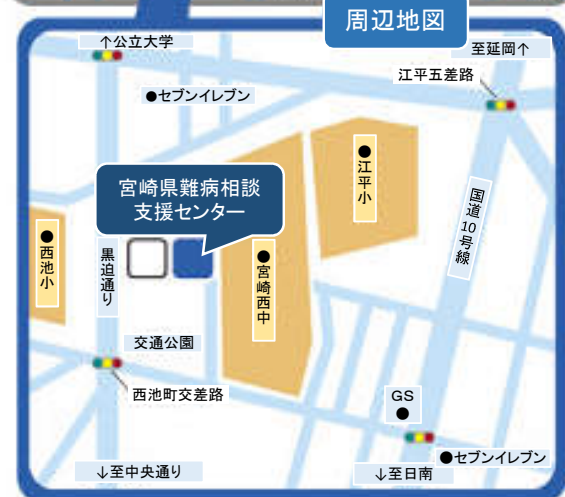 周辺地図
↑公立大学
至延岡↑
江平五差路
●セブンイレブン
●江平小
宮崎県難病相談
支援センター
国道10号線
●西池小
黒迫通り
●宮崎西中
交通公園
西池町交差路
GS
●
●セブンイレブン
↓至中央通り
↓至日南